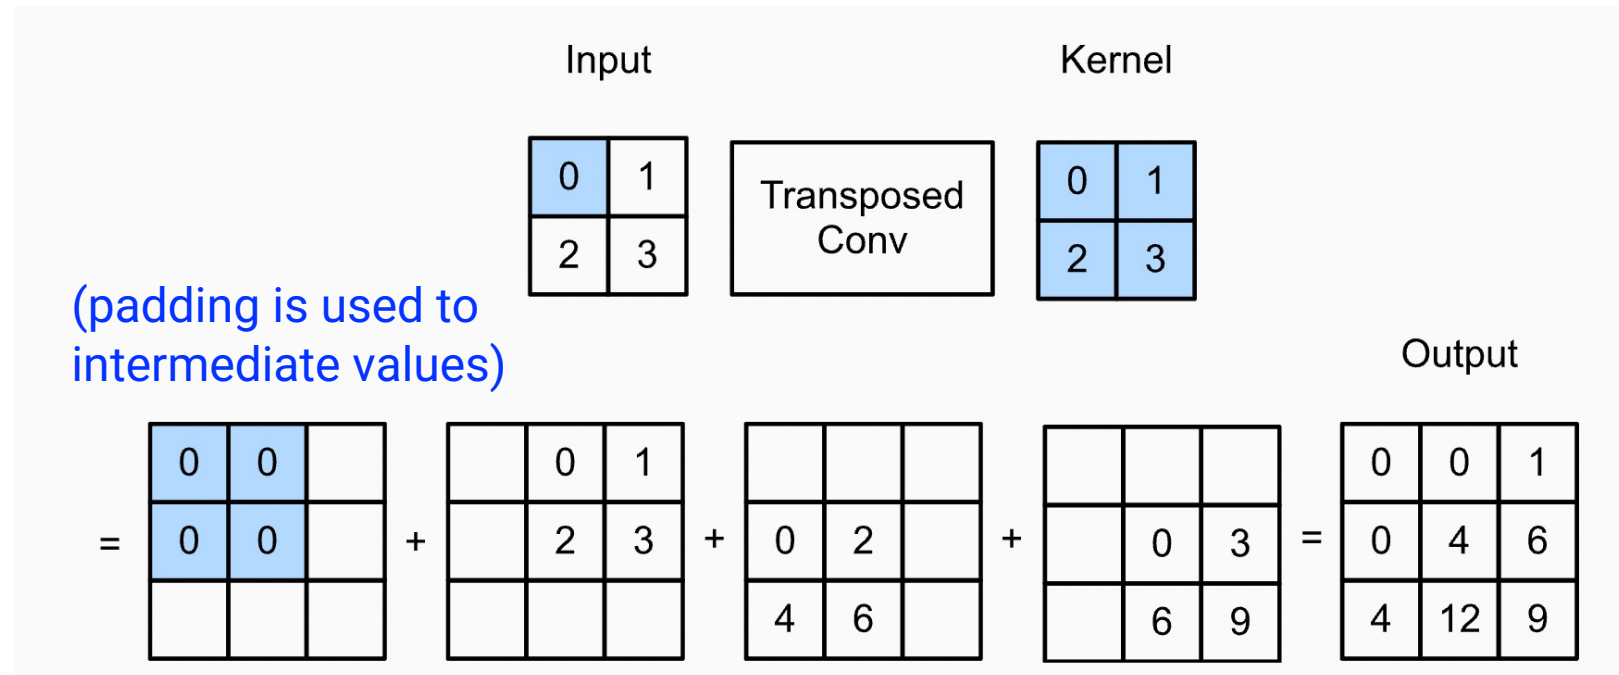 Input Kernel
0 1 Transposed 0 1
Conv
2 3 2 3
(padding is used to
intermediate values)
Output
0 0 0 1 0 0 1
= 0 0 + 2 3 + 0 2 + 0 3 = 0 4 6
4 6 6 9 4 12 9